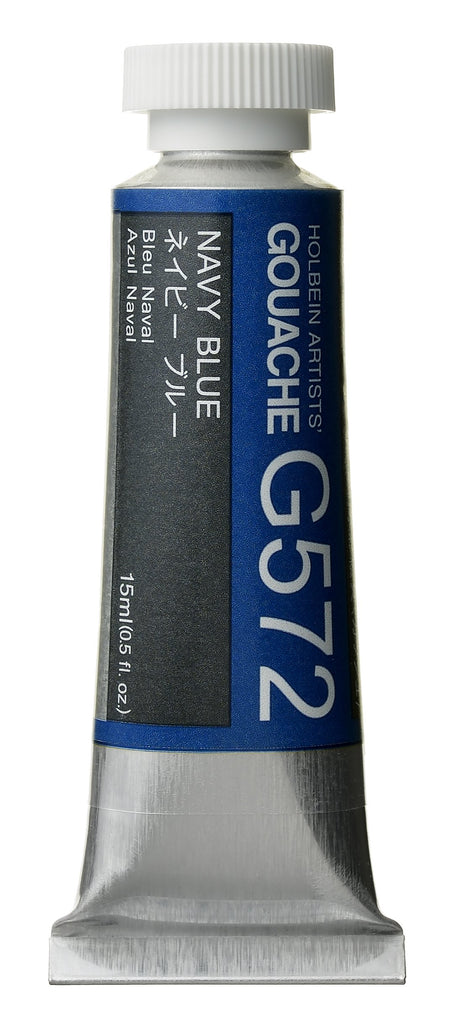 HOLBEIN ARTISTS'
GOUACHE G572
NAVY BLUE
ネイビー ブルー
Bleu Naval
Azul Naval
15ml(0.5 fl. oz.)